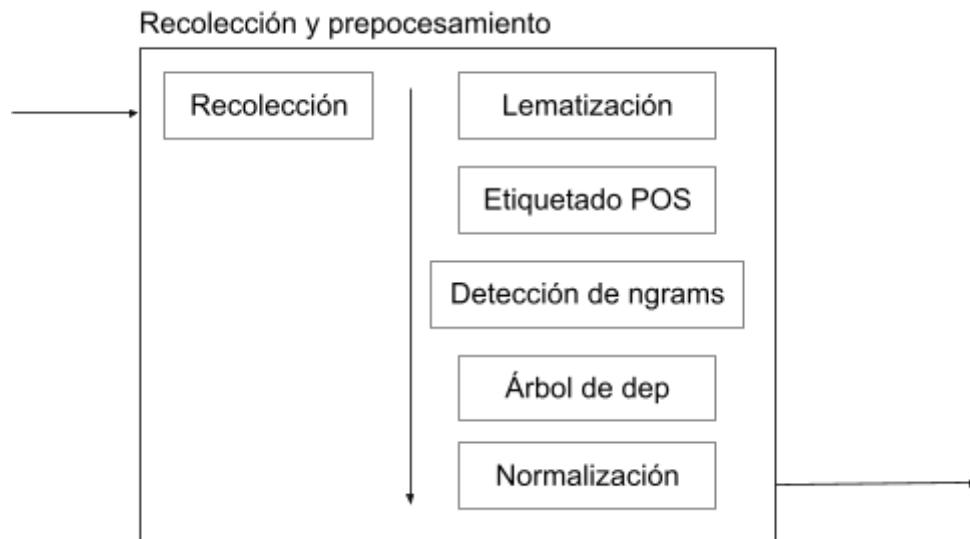 Recolección y prepocesamiento
Recolección
Lematización
Etiquetado POS
Detección de ngrams
Árbol de dep
Normalización